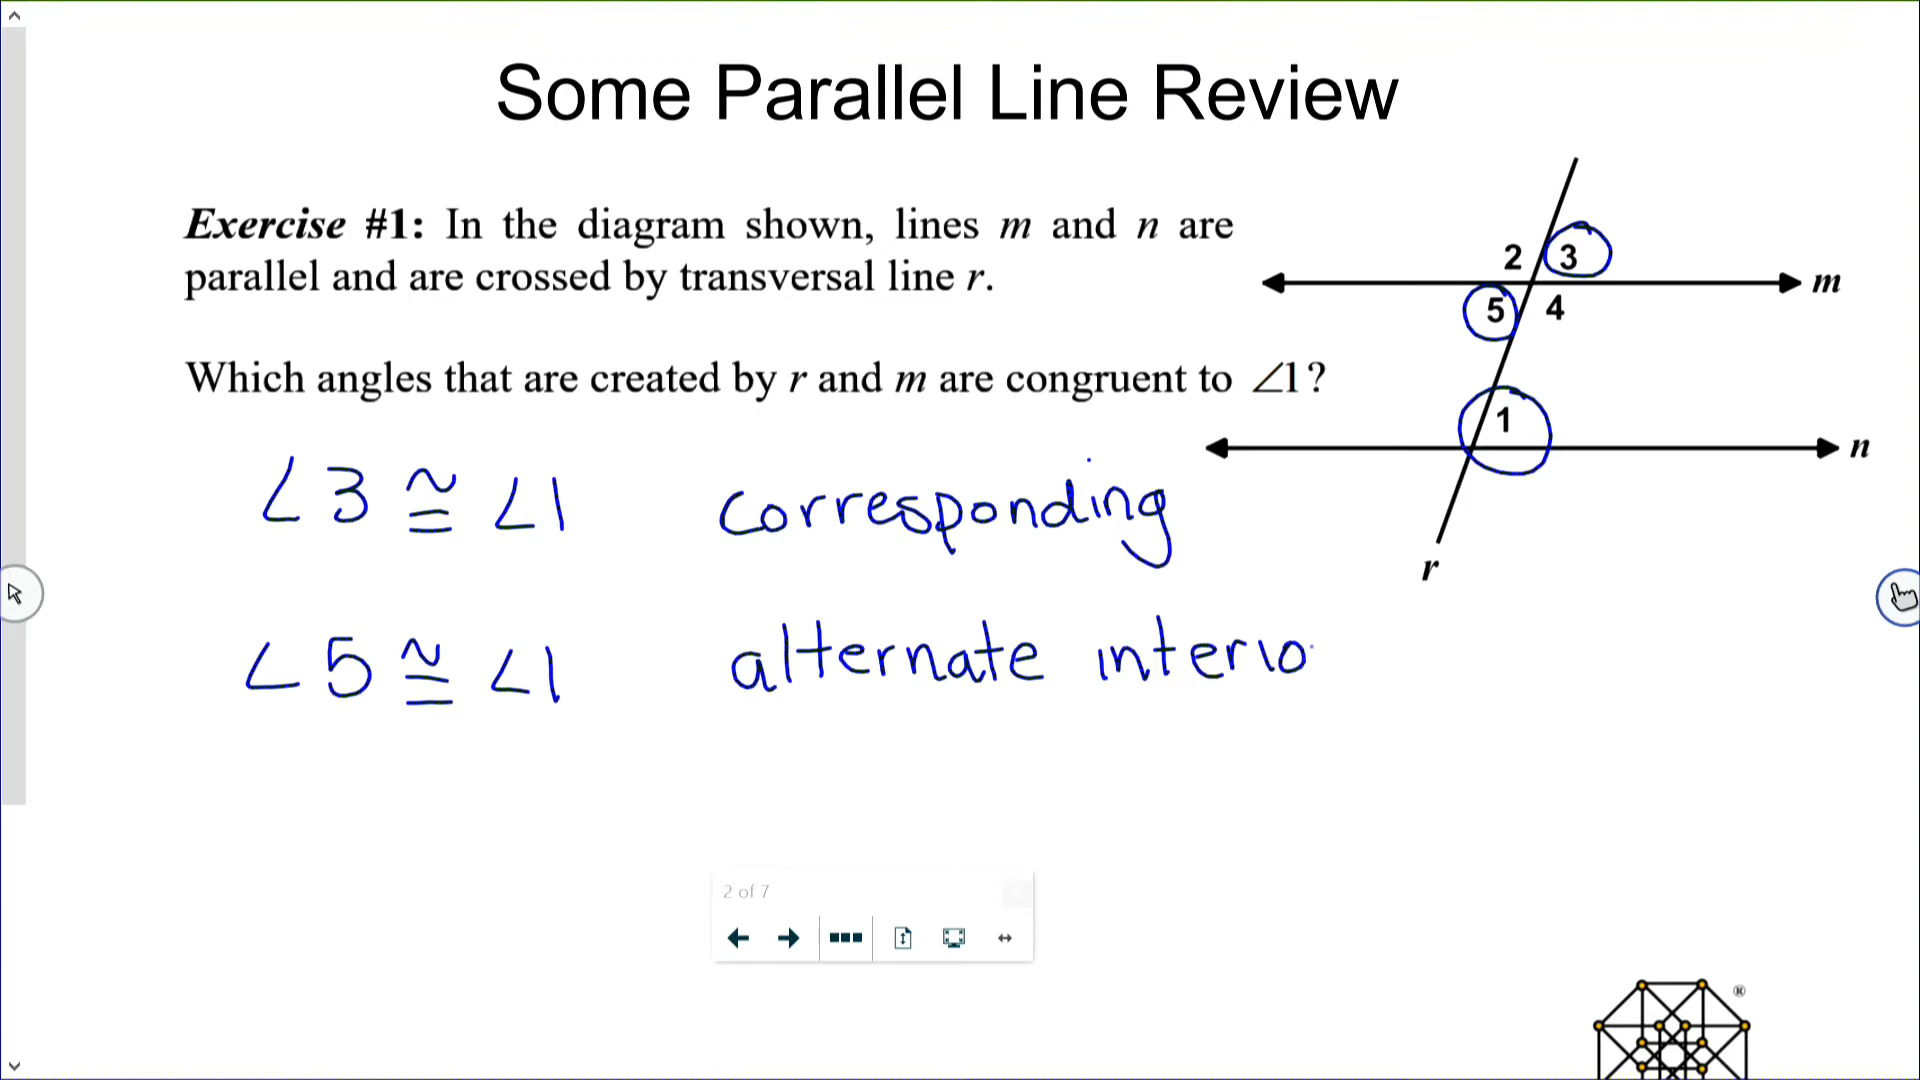 Some Parallel Line Review
Exercise #1: In the diagram shown, lines m and n are
parallel and are crossed by transversal line r.
Which angles that are created by r and m are congruent to ∠1?
2 3
m
5 4
1
n
r
∠3 ≅ ∠1 corresponding
∠5 ≅ ∠1 alternate interio
2 of 7
®